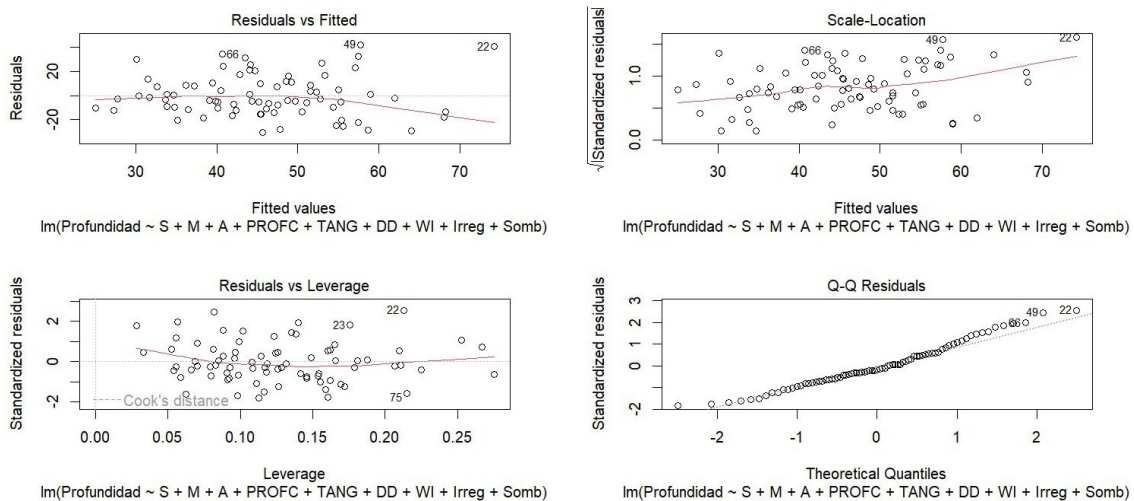 Residuals vs Fitted
Residuals
20
-20
49
66
22
30
40
50
60
70
Fitted values
lm(Profundidad ~ S + M + A + PROFC + TANG + DD + WI + Irreg + Somb)
Scale-Location
√|Standardized residuals|
1.0
0.0
66
49
22
30
40
50
60
70
Fitted values
lm(Profundidad ~ S + M + A + PROFC + TANG + DD + WI + Irreg + Somb)
Residuals vs Leverage
Standardized residuals
2
0
-2
22
23
75
Cook's distance
0.00
0.05
0.10
0.15
0.20
0.25
Leverage
lm(Profundidad ~ S + M + A + PROFC + TANG + DD + WI + Irreg + Somb)
Q-Q Residuals
Standardized residuals
3
2
1
0
-2
66
49
22
-2
-1
0
1
2
Theoretical Quantiles
lm(Profundidad ~ S + M + A + PROFC + TANG + DD + WI + Irreg + Somb)